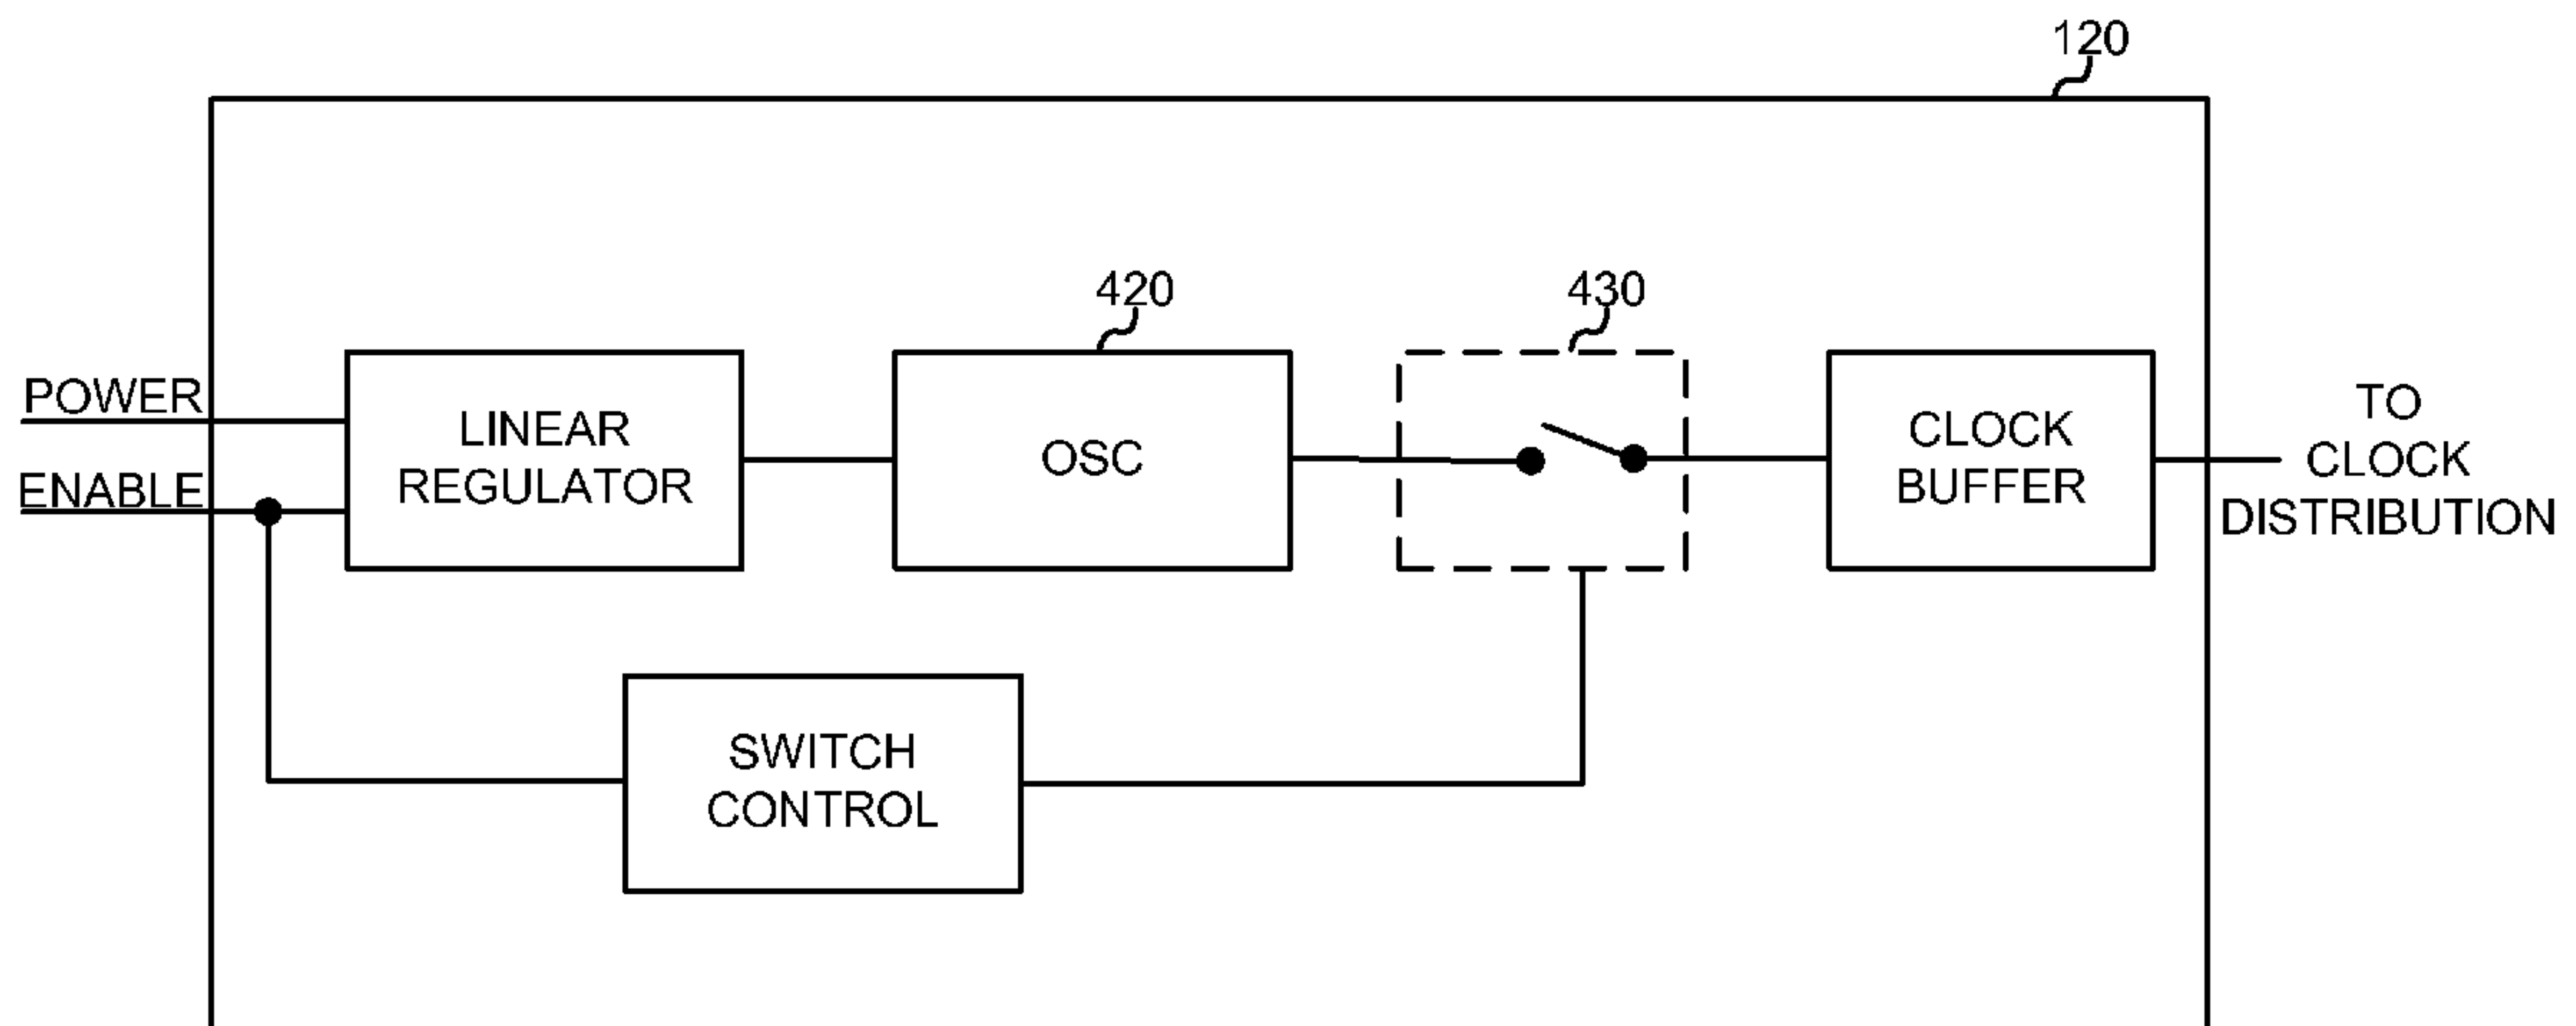 120
420
430
POWER
ENABLE
LINEAR
REGULATOR
OSC
CLOCK
BUFFER
TO
CLOCK
DISTRIBUTION
SWITCH
CONTROL